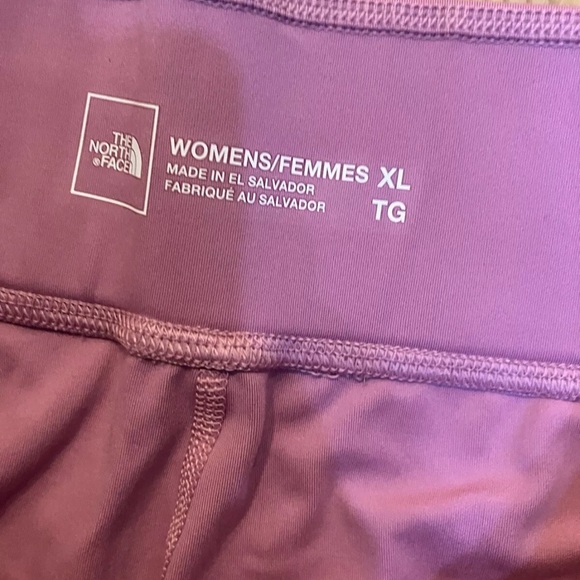 THE
NORTH
®FACE
WOMENS/FEMMES XL
MADE IN EL SALVADOR
FABRIQUÉ AU SALVADOR
TG